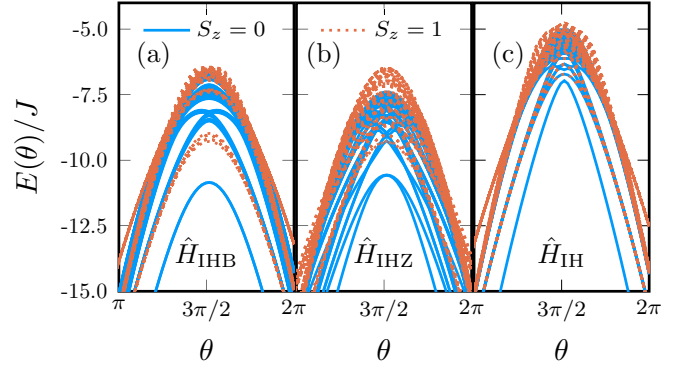 S_z = 0 S_z = 1
(a) (b) (c)
E(θ)/J
-5.0
-7.5
-10.0
-12.5
-15.0
Ĥ_IHB Ĥ_IHZ Ĥ_IH
π 3π/2 2π 3π/2 2π 3π/2 2π
θ θ θ